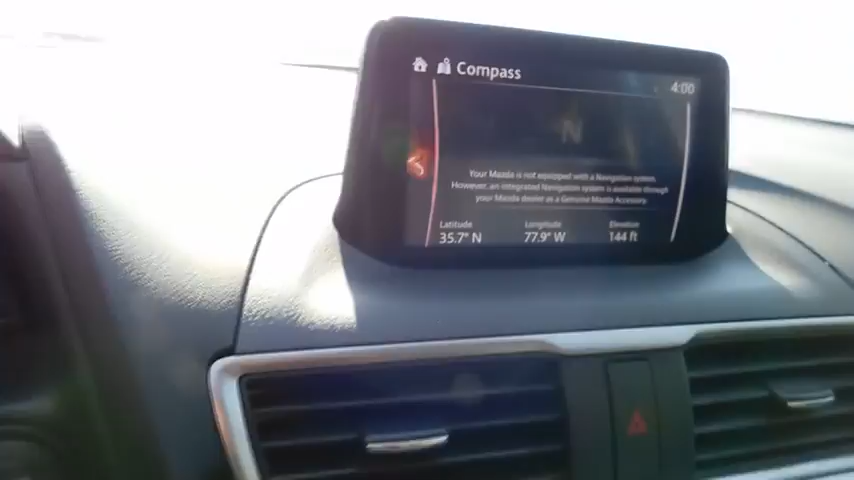 Compass
4:00
N
Your Mazda is not equipped with a Navigation system.
However, an integrated Navigation system is available through
your Mazda dealer as a Genuine Mazda Accessory.
Latitude Longitude Elevation
35.7° N 77.9° W 144 ft